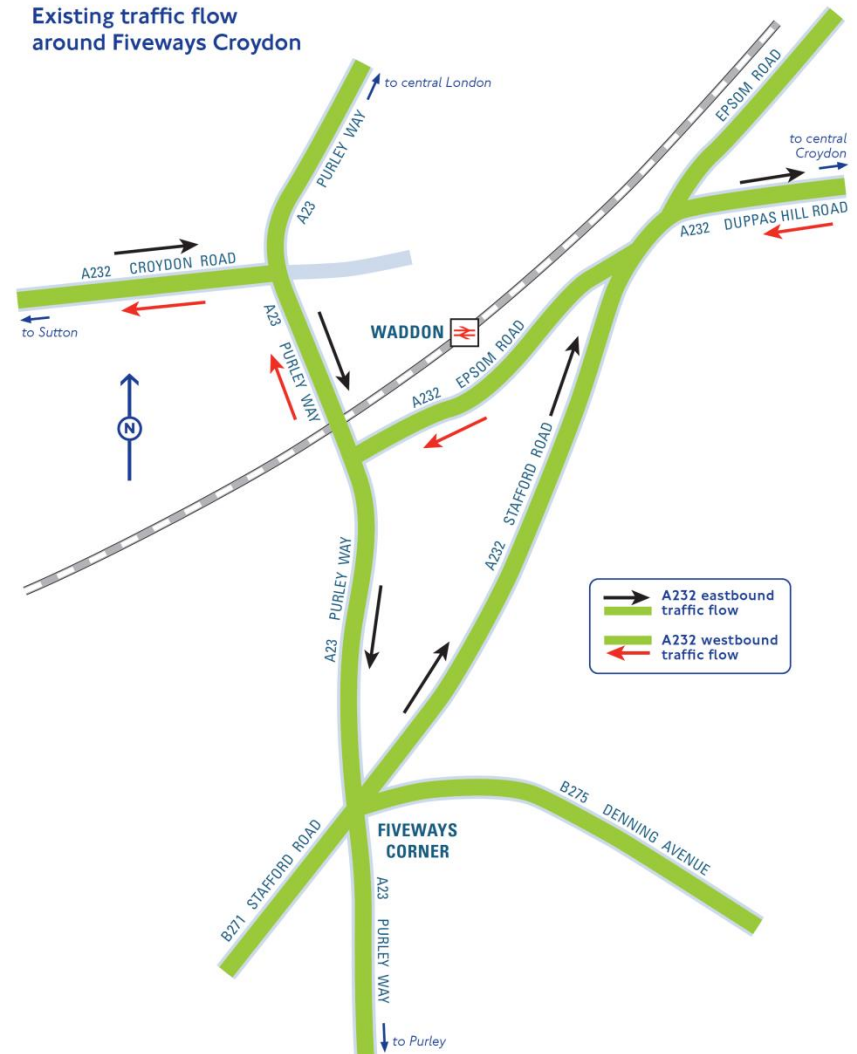 Existing traffic flow
around Fiveways Croydon
to central London
A23 PURLEY WAY
EPSOM ROAD
to central
Croydon
A232 DUPPAS HILL ROAD
A232 CROYDON ROAD
to Sutton
A23 PURLEY WAY
WADDON
A232 EPSOM ROAD
N
A232 STAFFORD ROAD
A23 PURLEY WAY
A232 eastbound
traffic flow
A232 westbound
traffic flow
B275 DENNING AVENUE
FIVEWAYS
CORNER
B271 STAFFORD ROAD
A23 PURLEY WAY
to Purley